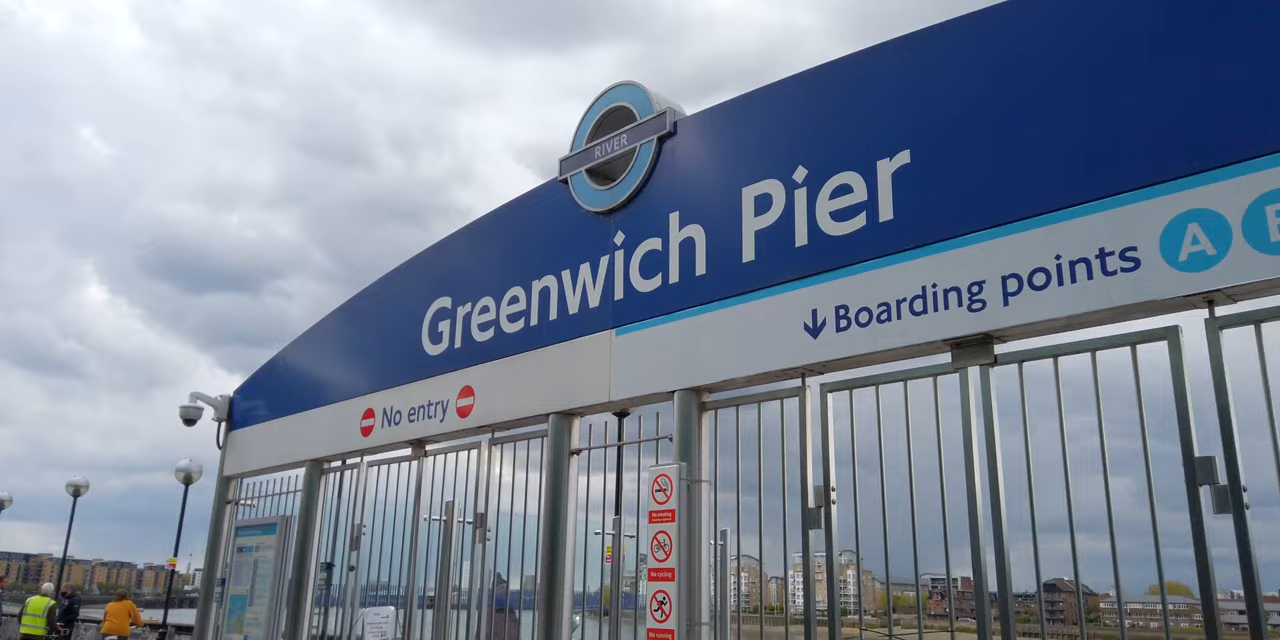 RIVER
Greenwich Pier
Boarding points A
No entry
No smoking
No cycling
No running